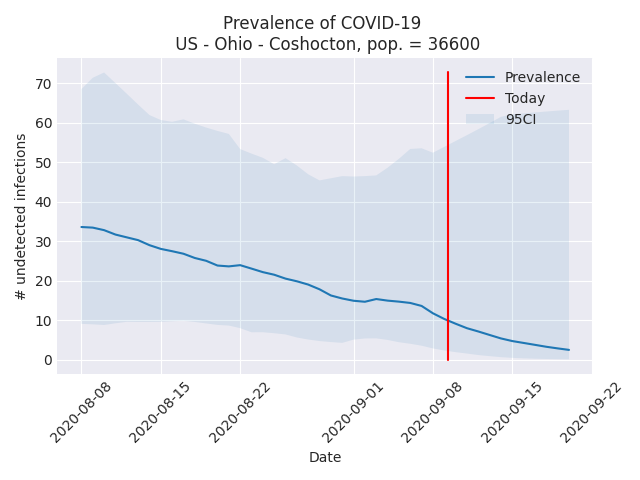 Prevalence of COVID-19
US - Ohio - Coshocton, pop. = 36600
Prevalence
Today
95CI
70
60
50
40
30
20
10
0
# undetected infections
2020-08-08
2020-08-15
2020-08-22
2020-09-01
2020-09-08
2020-09-15
2020-09-22
Date